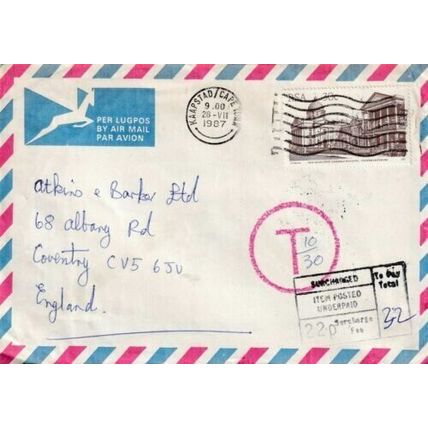 PER LUGPOS
BY AIR MAIL
PAR AVION
KAAPSTAD/CAPE TOWN
9.00
28-VII
1987
RSA 30c
Atkins & Barker Ltd
68 Albany Rd
Coventry CV5 6JU
England.
T
10
30
SURCHARGED
ITEM POSTED
UNDERPAID
22p Surcharge
Fee
To Pay
Total
32